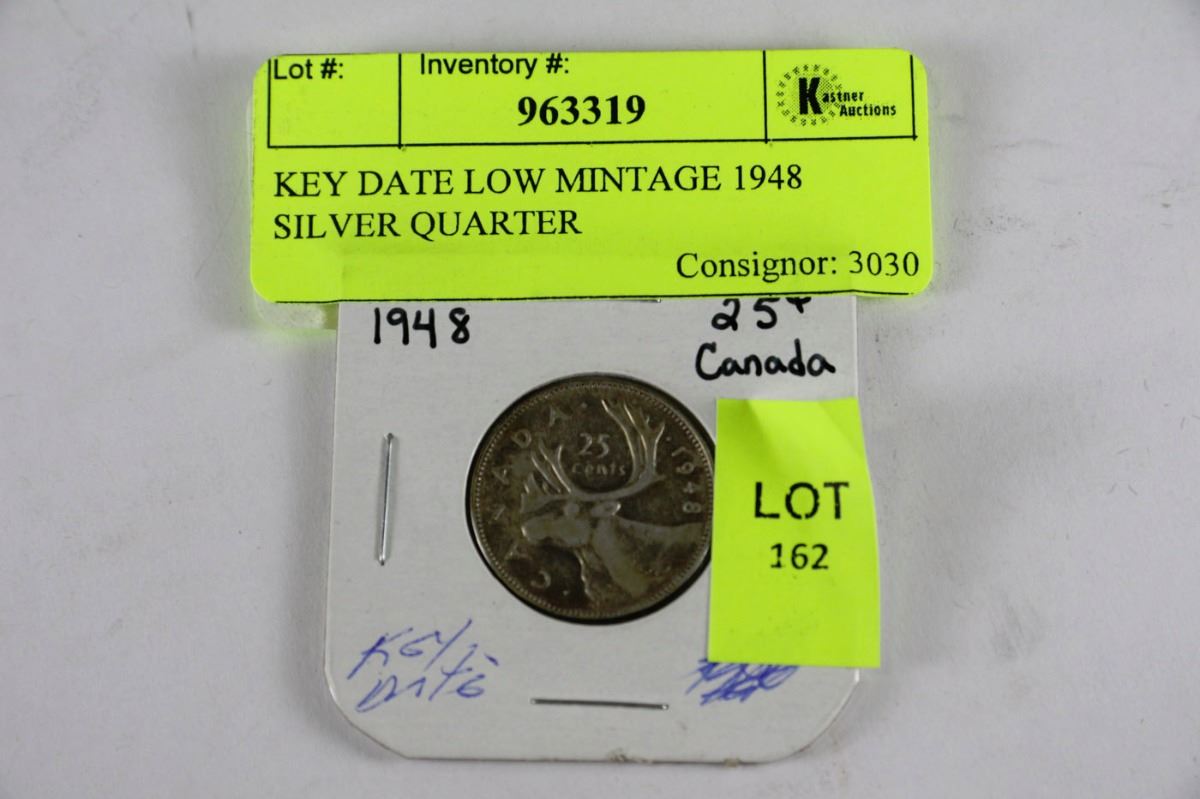 Lot #:
Inventory #:
963319
Kastner
Auctions
KEY DATE LOW MINTAGE 1948
SILVER QUARTER
Consignor: 3030
1948
25¢
Canada
CANADA
25
cents
1948
LOT
162
KEY
DATE